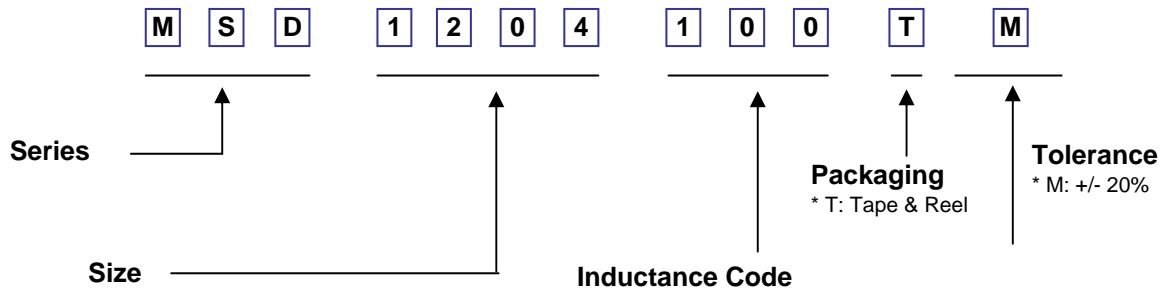 M S D 1 2 0 4 1 0 0 T M
Series
Tolerance
* M: +/- 20%
Packaging
* T: Tape & Reel
Size
Inductance Code